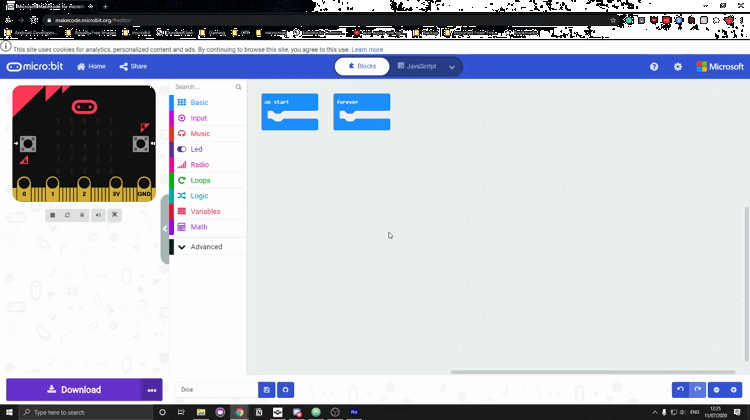 makecode.microbit.org/#editor
This site uses cookies for analytics, personalized content and ads. By continuing to browse this site, you agree to this use. Learn more
micro:bit
Home
Share
Blocks
JavaScript
Microsoft
Search...
Basic
Input
Music
Led
Radio
Loops
Logic
Variables
Math
Advanced
on start
forever
0
1
2
3V
GND
Download
Dice
Type here to search
ENG
12:25
13/07/2020